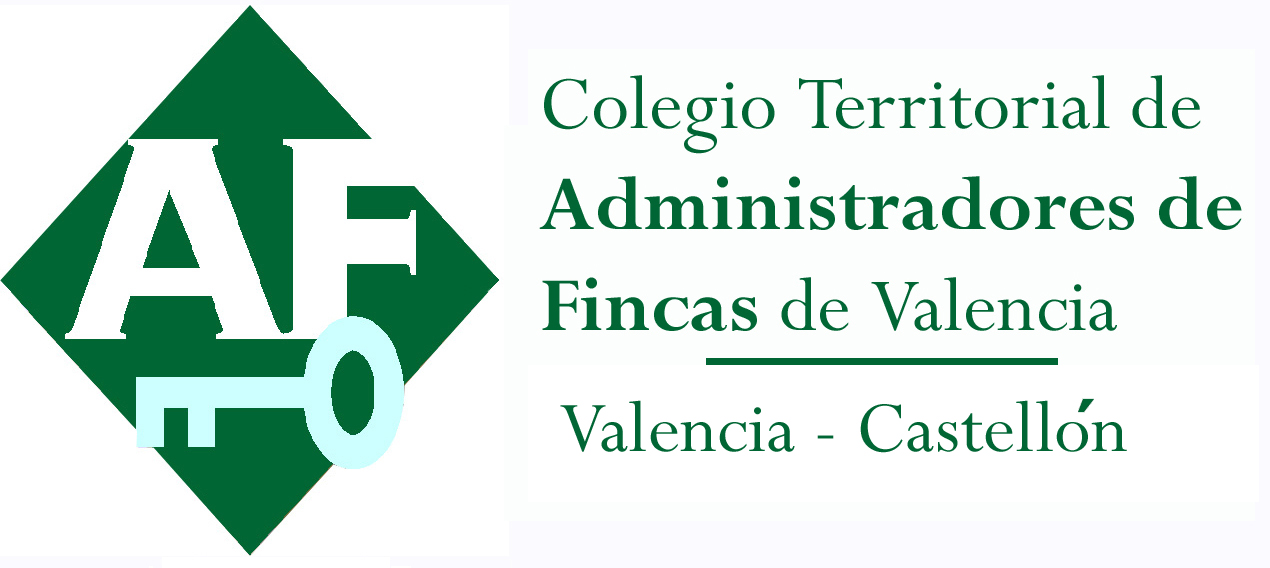 AF
Colegio Territorial de
Administradores de
Fincas de Valencia
Valencia - Castellón